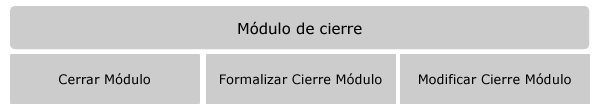 Módulo de cierre
Cerrar Módulo
Formalizar Cierre Módulo
Modificar Cierre Módulo